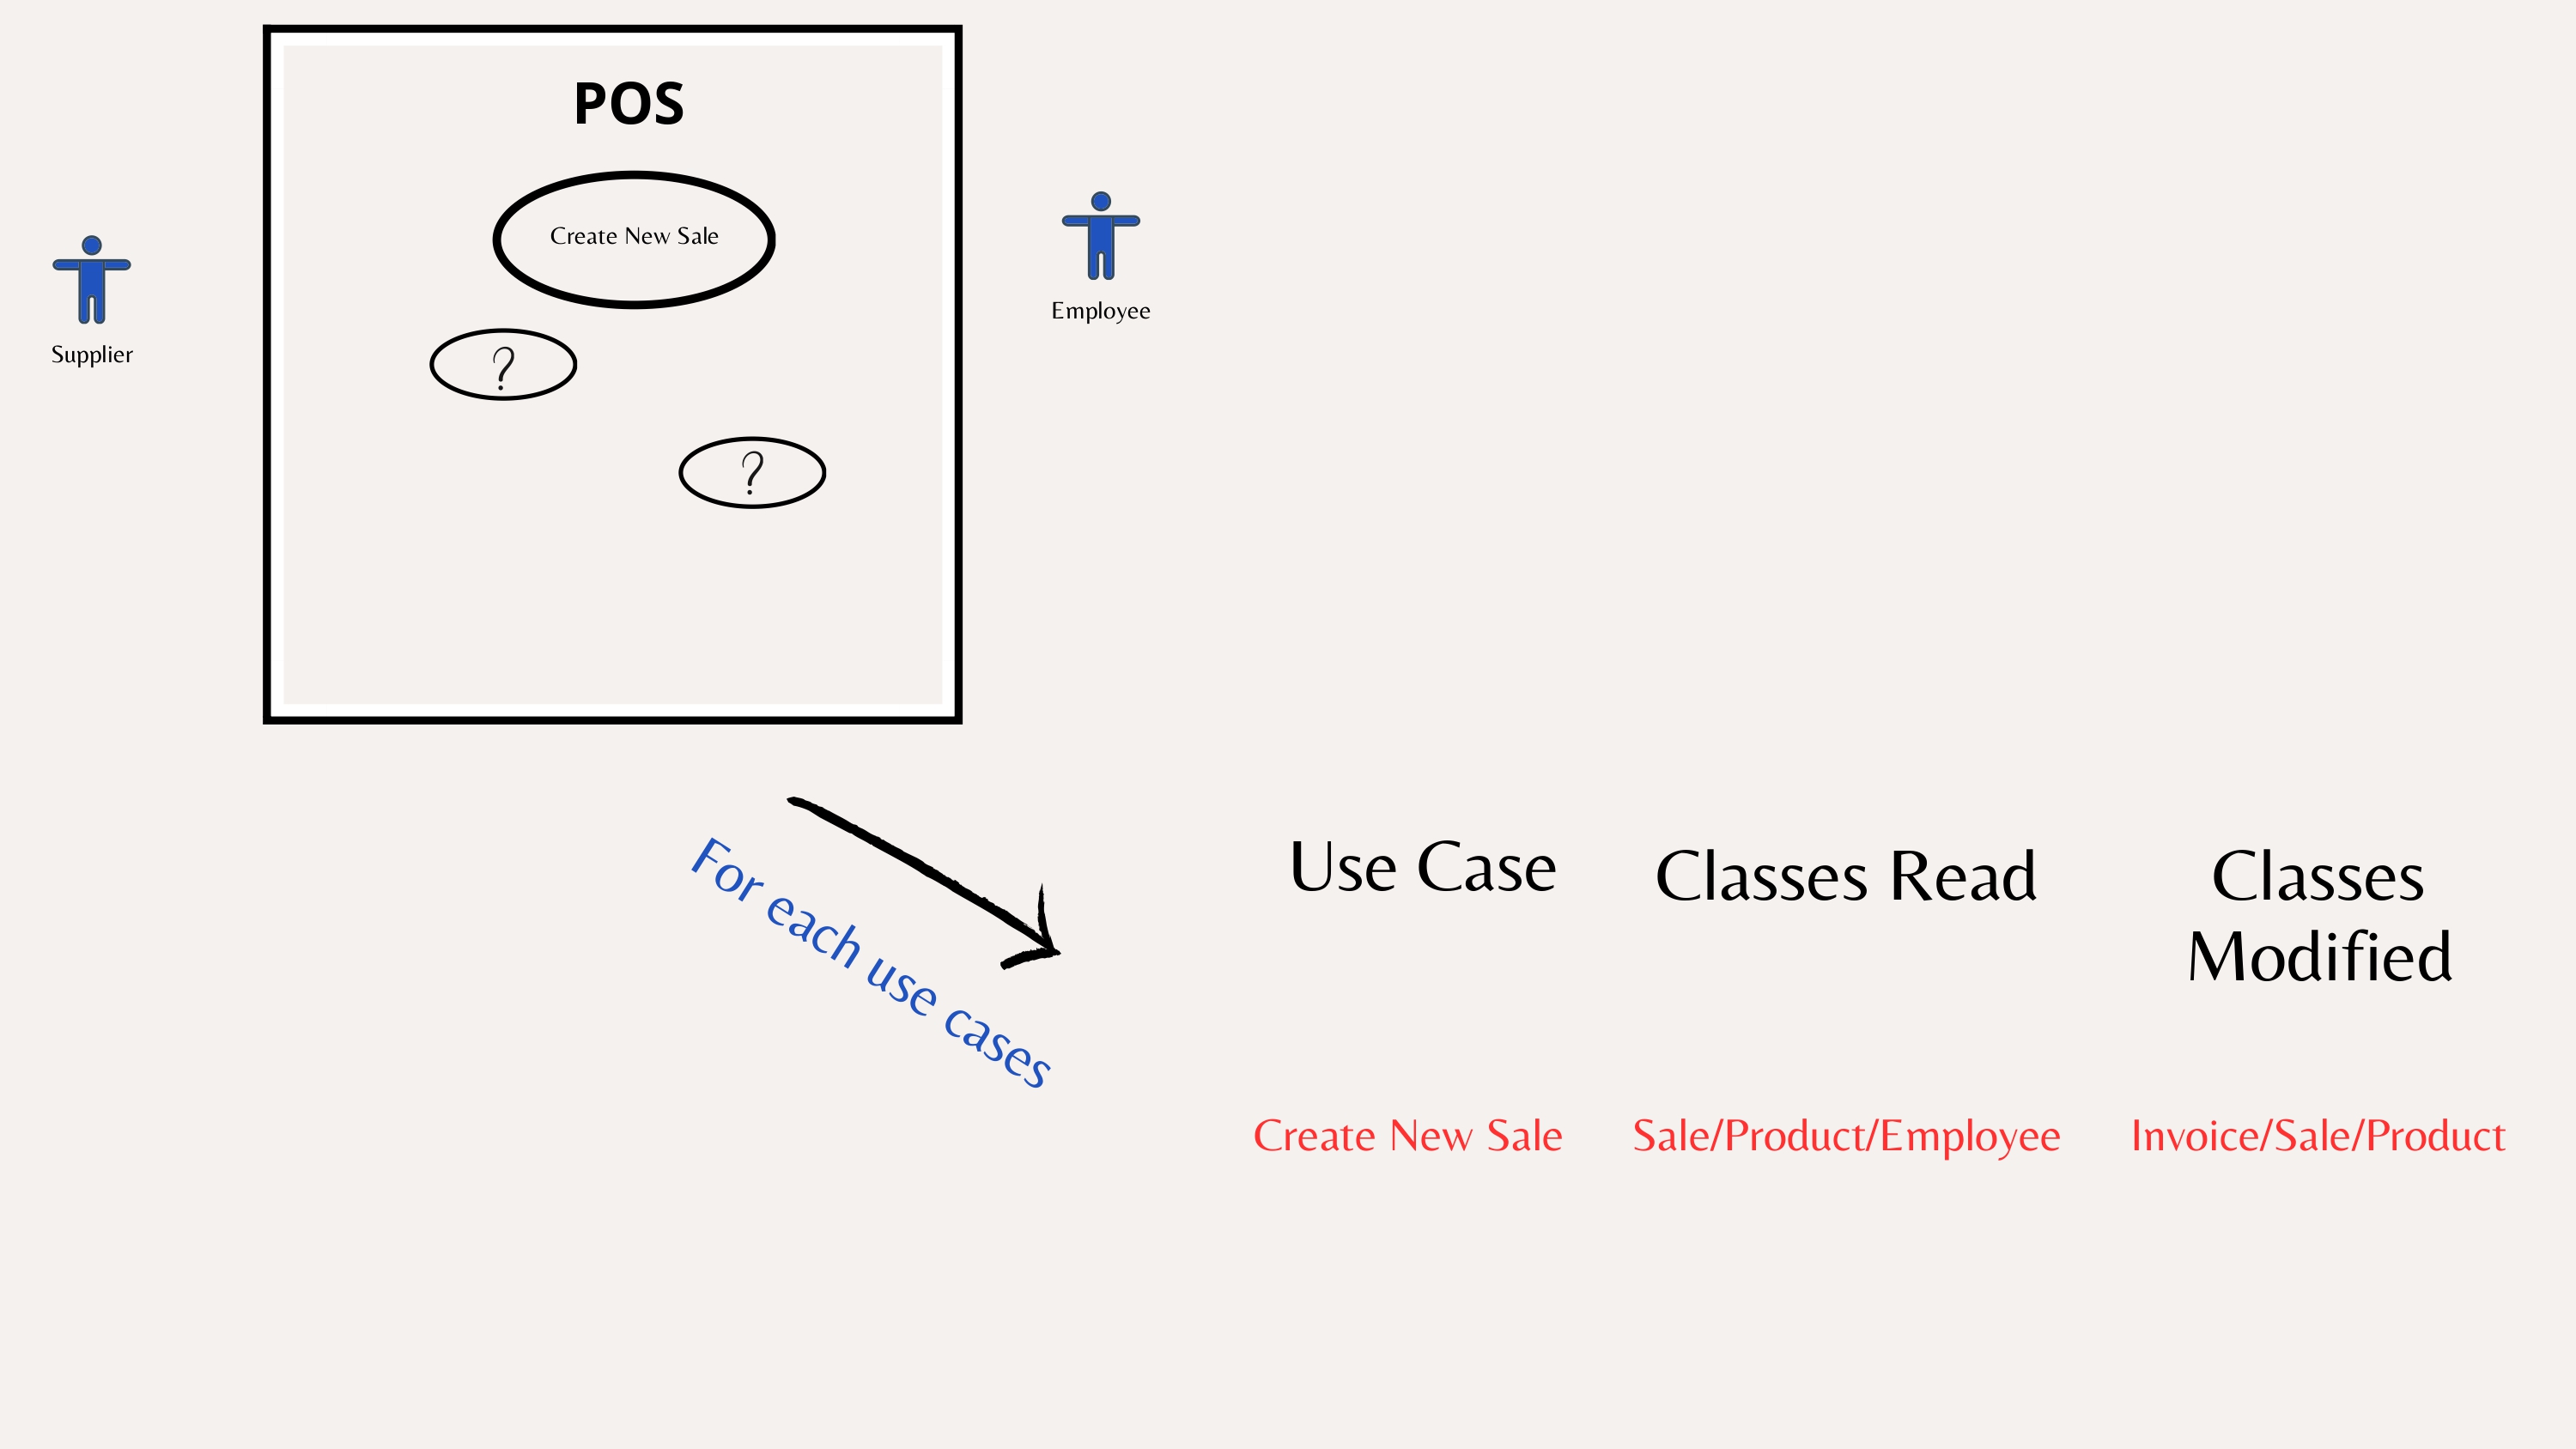 POS
Create New Sale
Supplier
?
?
Employee
For each use cases
Use Case
Classes Read
Classes
Modified
Create New Sale
Sale/Product/Employee
Invoice/Sale/Product